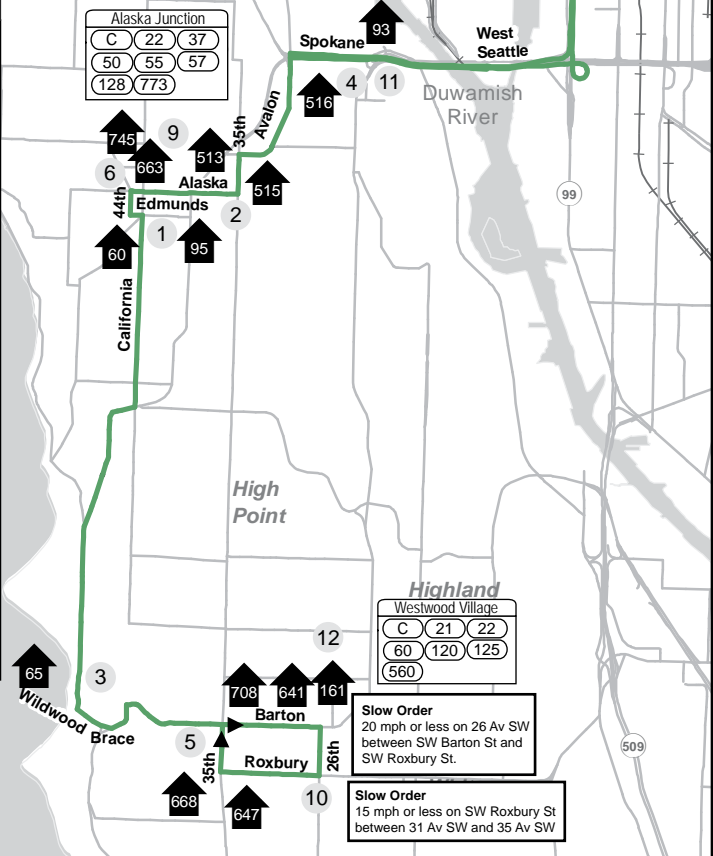 93
Alaska Junction
C 22 37
50 55 57
128 773
Spokane
West
Seattle
4 11
Duwamish
River
516
35th
Avalon
745
9
513
663
6
Alaska
515
44th
Edmunds
2
99
1
60
95
California
High
Point
Highland
Westwood Village
C 21 22
60 120 125
560
12
65
3
708
641
161
Wildwood
Brace
Barton
5
35th
Roxbury
26th
Slow Order
20 mph or less on 26 Av SW
between SW Barton St and
SW Roxbury St.
509
668
647
10
Slow Order
15 mph or less on SW Roxbury St
between 31 Av SW and 35 Av SW